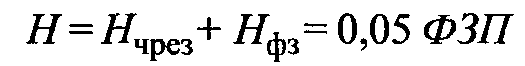 H = Hчрез + Hфз = 0,05 ФЗП